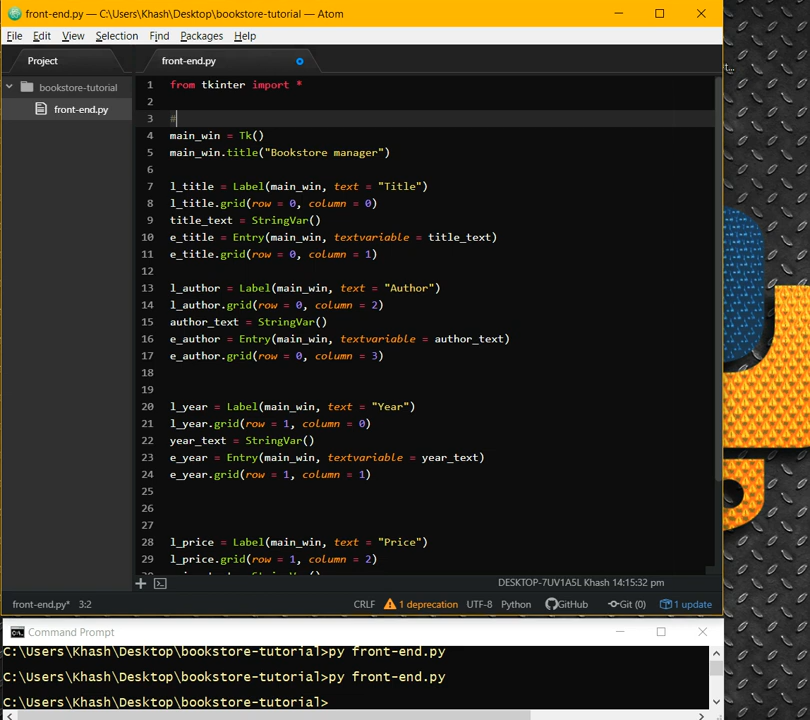 front-end.py — C:\Users\Khash\Desktop\bookstore-tutorial — Atom
File Edit View Selection Find Packages Help
Project
front-end.py
bookstore-tutorial
front-end.py
1 from tkinter import *
2
3 #
4 main_win = Tk()
5 main_win.title("Bookstore manager")
6
7 l_title = Label(main_win, text = "Title")
8 l_title.grid(row = 0, column = 0)
9 title_text = StringVar()
10 e_title = Entry(main_win, textvariable = title_text)
11 e_title.grid(row = 0, column = 1)
12
13 l_author = Label(main_win, text = "Author")
14 l_author.grid(row = 0, column = 2)
15 author_text = StringVar()
16 e_author = Entry(main_win, textvariable = author_text)
17 e_author.grid(row = 0, column = 3)
18
19
20 l_year = Label(main_win, text = "Year")
21 l_year.grid(row = 1, column = 0)
22 year_text = StringVar()
23 e_year = Entry(main_win, textvariable = year_text)
24 e_year.grid(row = 1, column = 1)
25
26
27
28 l_price = Label(main_win, text = "Price")
29 l_price.grid(row = 1, column = 2)
DESKTOP-7UV1A5L Khash 14:15:32 pm
front-end.py* 3:2 CRLF 1 deprecation UTF-8 Python GitHub Git (0) 1 update
Command Prompt
C:\Users\Khash\Desktop\bookstore-tutorial>py front-end.py
C:\Users\Khash\Desktop\bookstore-tutorial>py front-end.py
C:\Users\Khash\Desktop\bookstore-tutorial>